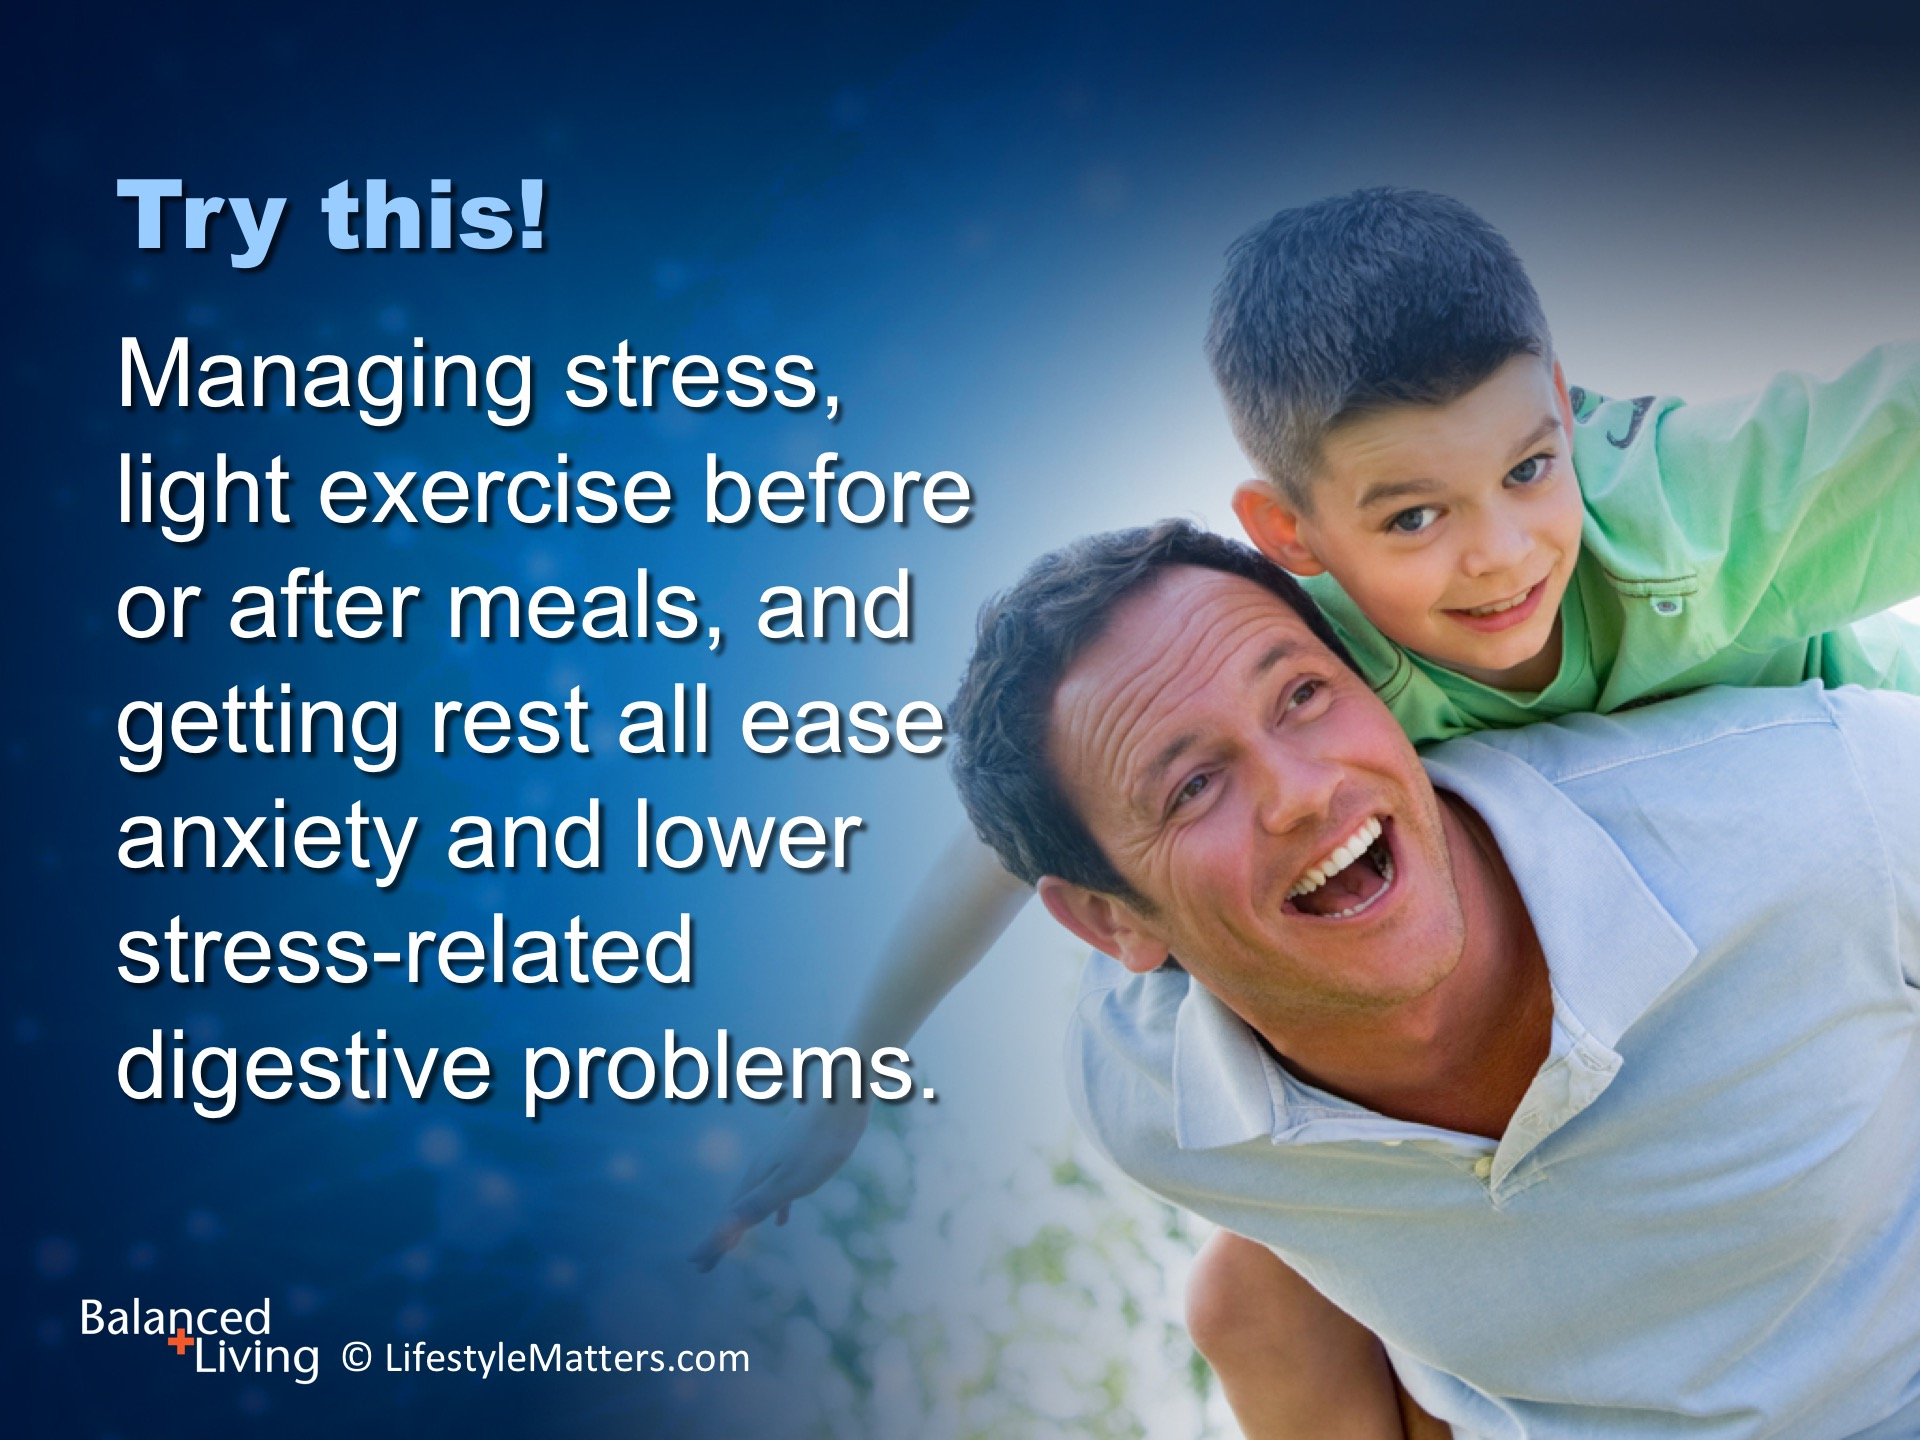 Try this!
Managing stress,
light exercise before
or after meals, and
getting rest all ease
anxiety and lower
stress-related
digestive problems.
Balanced
Living © LifestyleMatters.com